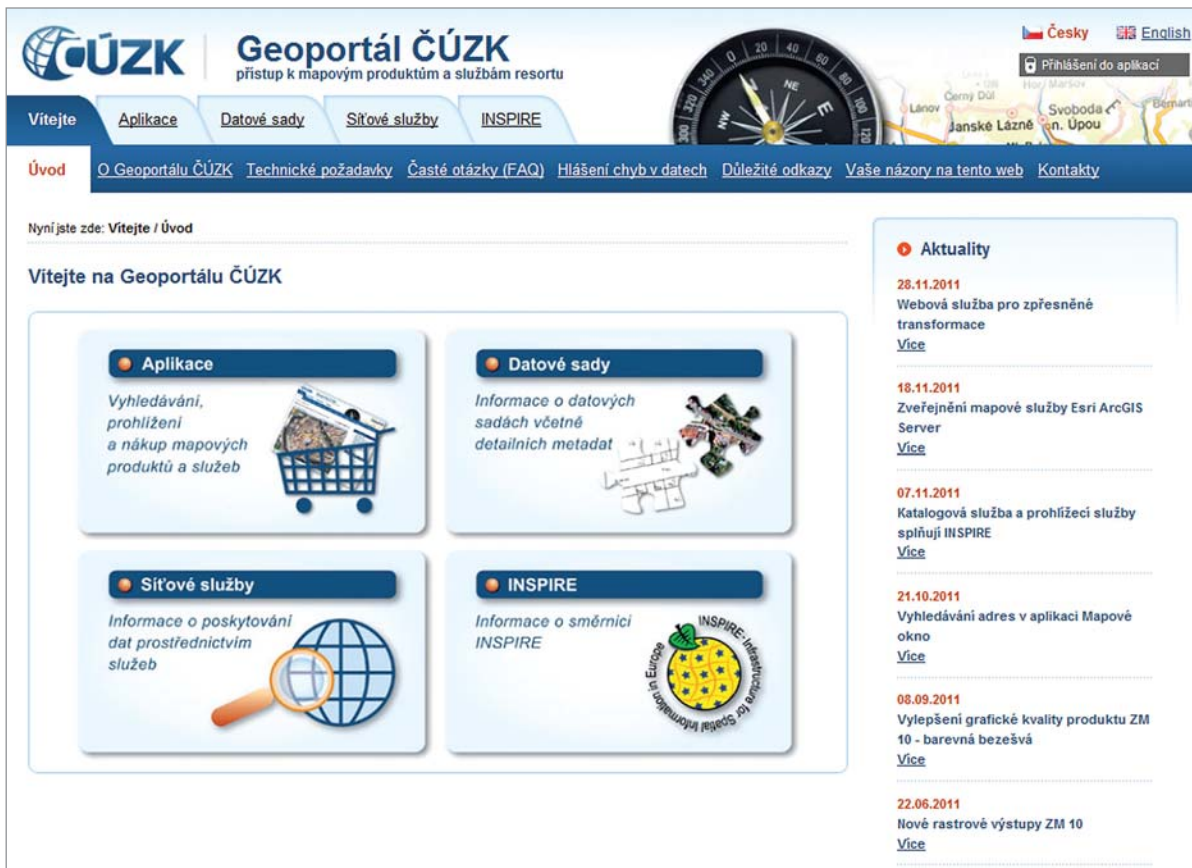 ČÚZK
Geoportál ČÚZK
přístup k mapovým produktům a službám resortu
Česky
English
Přihlášení do aplikací
Vítejte
Aplikace
Datové sady
Síťové služby
INSPIRE
Lánov
Černý Důl
Svoboda
n. Úpou
Janské Lázně
Úvod
O Geoportálu ČÚZK
Technické požadavky
Časté otázky (FAQ)
Hlášení chyb v datech
Důležité odkazy
Vaše názory na tento web
Kontakty
Nyní jste zde: Vítejte / Úvod
Vítejte na Geoportálu ČÚZK
Aplikace
Vyhledávání,
prohlížení
a nákup mapových
produktů a služeb
Datové sady
Informace o datových
sadách včetně
detailních metadat
Síťové služby
Informace o poskytování
dat prostřednictvím
služeb
INSPIRE
Informace o směrnici
INSPIRE
INSPIRE-Infrastructure for Spatial Information in Europe
Aktuality
28.11.2011
Webová služba pro zpřesněné
transformace
Více
18.11.2011
Zveřejnění mapové služby Esri ArcGIS
Server
Více
07.11.2011
Katalogová služba a prohlížecí služby
splňují INSPIRE
Více
21.10.2011
Vyhledávání adres v aplikaci Mapové
okno
Více
08.09.2011
Vylepšení grafické kvality produktu ZM
10 - barevná bezešvá
Více
22.06.2011
Nové rastrové výstupy ZM 10
Více